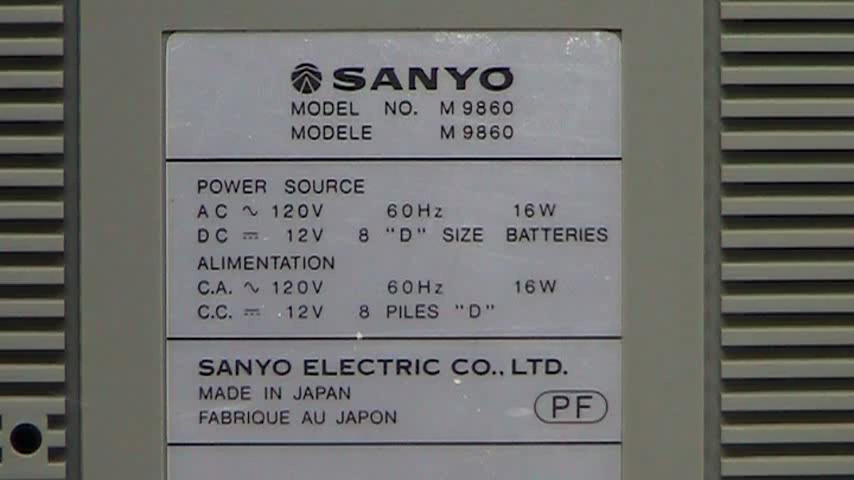 SANYO
MODEL NO. M 9860
MODELE M 9860
POWER SOURCE
AC ~ 120V 60Hz 16W
DC ⎓ 12V 8 "D" SIZE BATTERIES
ALIMENTATION
C.A. ~ 120V 60Hz 16W
C.C. ⎓ 12V 8 PILES "D"
SANYO ELECTRIC CO., LTD.
MADE IN JAPAN
FABRIQUE AU JAPON
PF